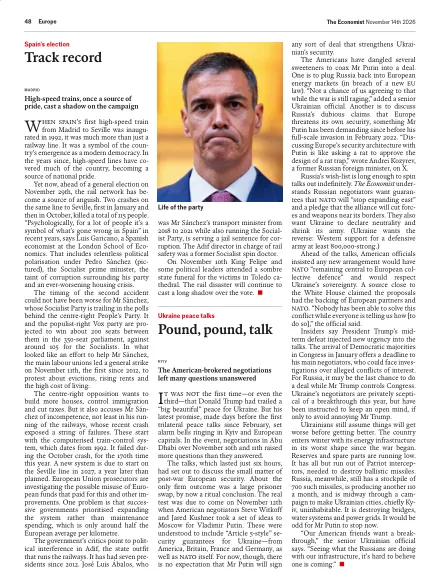 48
Europe
The Economist November 14th 2026
Spain's election
Track record
MADRID
High-speed trains, once a source of
pride, cast a shadow on the campaign
WHEN SPAIN'S first high-speed train
from Madrid to Seville was inaugu-
rated in 1992, it was much more than just a
railway line. It was a symbol of the coun-
try's emergence as a modern democracy. In
the years since, high-speed lines have co-
vered much of the country, becoming a
source of national pride.
Yet now, ahead of a general election on
November 29th, the rail network has be-
come a source of anguish. Two crashes on
the same line to Seville, first in January and
then in October, killed a total of 175 people.
"Psychologically, for a lot of people it's a
symbol of what's gone wrong in Spain" in
recent years, says Luis Garicano, a Spanish
economist at the London School of Eco-
nomics. That includes relentless political
polarisation under Pedro Sánchez (pic-
tured), the Socialist prime minister, the
taint of corruption surrounding his party
and an ever-worsening housing crisis.
The timing of the second accident
could not have been worse for Mr Sánchez,
whose Socialist Party is trailing in the polls
behind the centre-right People's Party. It
and the populist-right Vox party are pro-
jected to win about 200 seats between
them in the 350-seat parliament, against
around 105 for the Socialists. In what
looked like an effort to help Mr Sánchez,
the main labour unions led a general strike
on November 11th, the first since 2012, to
protest about evictions, rising rents and
the high cost of living.
The centre-right opposition wants to
build more houses, control immigration
and cut taxes. But it also accuses Mr Sán-
chez of incompetence, not least in his run-
ning of the railways, whose recent crash
exposed a string of failures. These start
with the computerised train-control sys-
tem, which dates from 1992. It failed dur-
ing the October crash, for the 170th time
this year. A new system is due to start on
the Seville line in 2027, a year later than
planned. European Union prosecutors are
investigating the possible misuse of Euro-
pean funds that paid for this and other im-
provements. One problem is that succes-
sive governments prioritised expanding
the system rather than maintenance
spending, which is only around half the
European average per kilometre.
The government's critics point to polit-
ical interference in Adif, the state outfit
that runs the railways. It has had seven pre-
sidents since 2012. José Luis Ábalos, who
Life of the party
was Mr Sánchez's transport minister from
2018 to 2021 while also running the Social-
ist Party, is serving a jail sentence for cor-
ruption. The Adif director in charge of rail
safety was a former Socialist spin doctor.
On November 9th King Felipe and
some political leaders attended a sombre
state funeral for the victims in Toledo ca-
thedral. The rail disaster will continue to
cast a long shadow over the vote. ■
Ukraine peace talks
Pound, pound, talk
KYIV
The American-brokered negotiations
left many questions unanswered
IT WAS NOT the first time—or even the
third—that Donald Trump had trailed a
"big beautiful" peace for Ukraine. But his
latest promise, made days before the first
trilateral peace talks since February, set
alarm bells ringing in Kyiv and European
capitals. In the event, negotiations in Abu
Dhabi over November 10th and 11th raised
more questions than they answered.
The talks, which lasted just six hours,
had set out to discuss the small matter of
post-war European security. About the
only firm outcome was a large prisoner
swap, by now a ritual conclusion. The real
test was due to come on November 12th
when American negotiators Steve Witkoff
and Jared Kushner took a set of ideas to
Moscow for Vladimir Putin. These were
understood to include "Article 5-style" se-
curity guarantees for Ukraine—from
America, Britain, France and Germany, as
well as NATO itself. For now, though, there
is no expectation that Mr Putin will sign
any sort of deal that strengthens Ukrai-
nian's security.
The Americans have dangled several
sweeteners to coax Mr Putin into a deal.
One is to plug Russia back into European
energy markets (in breach of a new EU
law). "Not a chance of us agreeing to that
while the war is still raging," added a senior
Ukrainian official. Another is to discuss
Russia's dubious claims that Europe
threatens its own security, something Mr
Putin has been demanding since before his
full-scale invasion in February 2022. "Dis-
cussing Europe's security architecture with
Putin is like asking a rat to approve the
design of a rat trap," wrote Andrei Kozyrev,
a former Russian foreign minister, on X.
Russia's wish-list is long enough to spin
talks out indefinitely. The Economist under-
stands Russian negotiators want guaran-
tees that NATO will "stop expanding east"
and a pledge that the alliance will cut forc-
es and weapons near its borders. They also
want Ukraine to declare neutrality and
shrink its army. (Ukraine wants the
reverse: Western support for a defensive
army at least 800,000-strong.)
Ahead of the talks, American officials
insisted any new arrangement would have
NATO "remaining central to European col-
lective defence" and would respect
Ukraine's sovereignty. A source close to
the White House claimed the proposals
had the backing of European partners and
NATO. "Nobody has been able to solve this
conflict while everyone is telling us how [to
do so]," the official said.
Insiders say President Trump's mid-
term defeat injected new urgency into the
talks. The arrival of Democratic majorities
in Congress in January offers a deadline to
his main negotiators, who could face inves-
tigations over alleged conflicts of interest.
For Russia, it may be the last chance to do
a deal while Mr Trump controls Congress.
Ukraine's negotiators are privately scepti-
cal of a breakthrough this year, but have
been instructed to keep an open mind, if
only to avoid annoying Mr Trump.
Ukrainians still assume things will get
worse before getting better. The country
enters winter with its energy infrastructure
in its worst shape since the war began.
Reserves and spare parts are running low.
It has all but run out of Patriot intercep-
tors, needed to destroy ballistic missiles.
Russia, meanwhile, still has a stockpile of
700 such missiles, is producing another 100
a month, and is midway through a cam-
paign to make Ukrainian cities, chiefly Ky-
iv, uninhabitable. It is destroying bridges,
water systems and power grids. It would be
odd for Mr Putin to stop now.
"Our American friends want a break-
through," the senior Ukrainian official
says. "Seeing what the Russians are doing
with our infrastructure, it's hard to believe
one is coming." ■